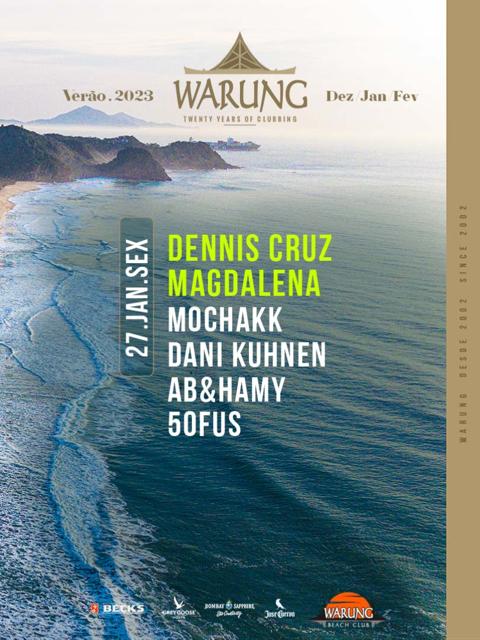 Verão.2023
WARUNG
TWENTY YEARS OF CLUBBING
Dez/Jan/Fev
27.JAN.SEX
DENNIS CRUZ
MAGDALENA
MOCHAKK
DANI KUHNEN
AB&HAMY
50FUS
WARUNG DESDE 2002 SINCE 2002
BECKS
GREY GOOSE
BOMBAY SAPPHIRE
Jose Cuervo
WARUNG
BEACH CLUB